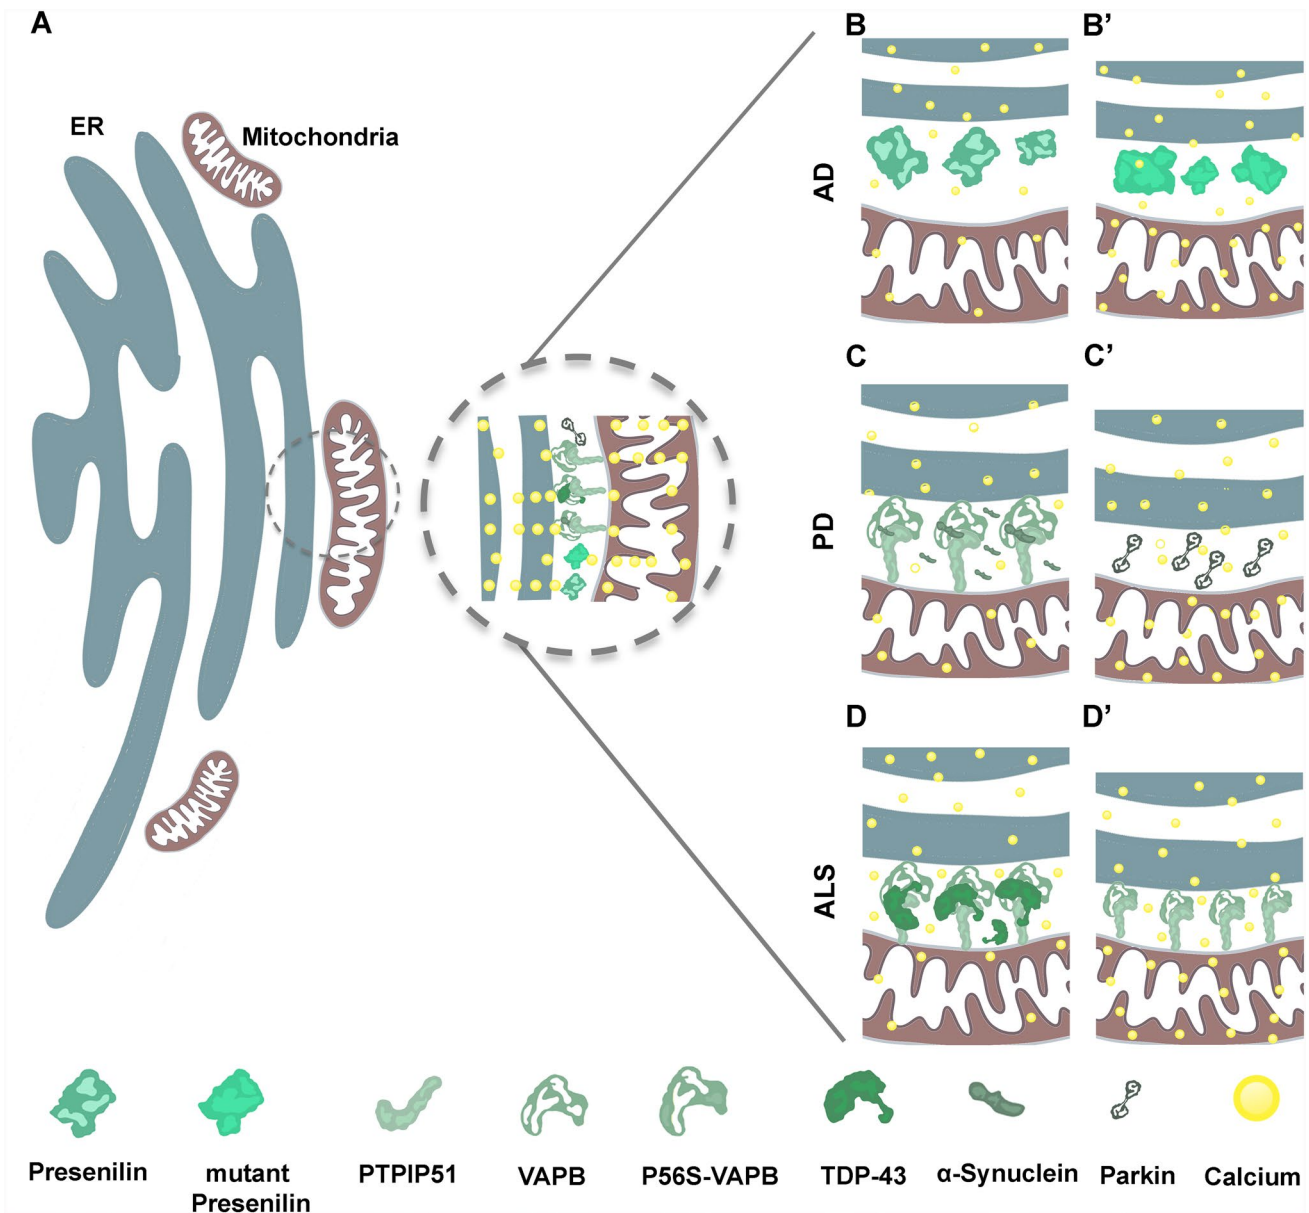 A
B
B’
ER
Mitochondria
AD
C
C’
PD
D
D’
ALS
Presenilin
mutant
Presenilin
PTPIP51
VAPB
P56S-VAPB
TDP-43
α-Synuclein
Parkin
Calcium